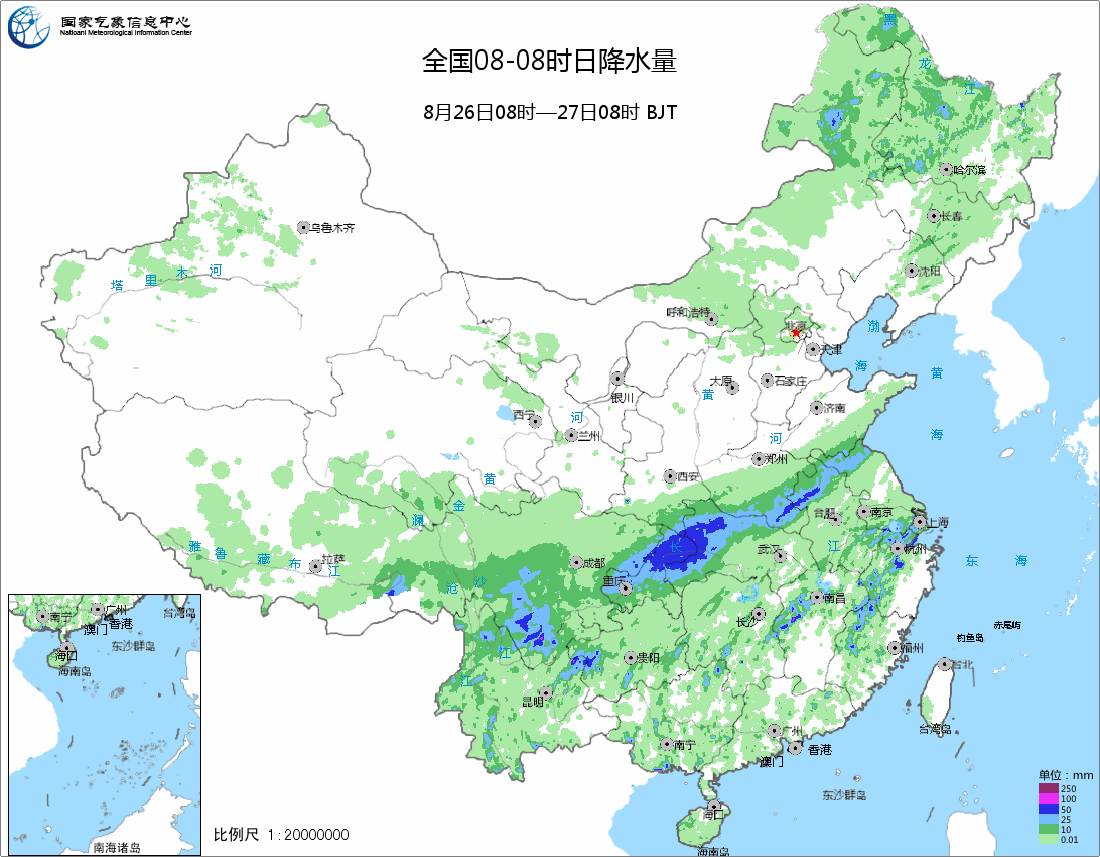 国家气象信息中心
Natioanl Meteorological Information Center
全国08-08时日降水量
8月26日08时—27日08时 BJT
黑
龙
江
哈尔滨
长春
沈阳
乌鲁木齐
塔 里 木 河
呼和浩特
北京
天津
渤
海
黄
海
银川
太原
石家庄
黄
河
济南
西宁
河
兰州
郑州
西安
黄
金
澜
合肥
南京
上海
雅 鲁 藏 布 江
拉萨
成都
长
武汉
江
杭州
东 海
怒
沙
重庆
南昌
长沙
江
贵阳
福州
钓鱼岛
赤尾屿
台北
江
昆明
台湾岛
广州
南宁
香港
澳门
东沙群岛
海口
海南岛
南宁
广州
台湾岛
澳门
香港
东沙群岛
海口
海南岛
南海诸岛
比例尺 1:20000000
单位：mm
250
100
50
25
10
0.01